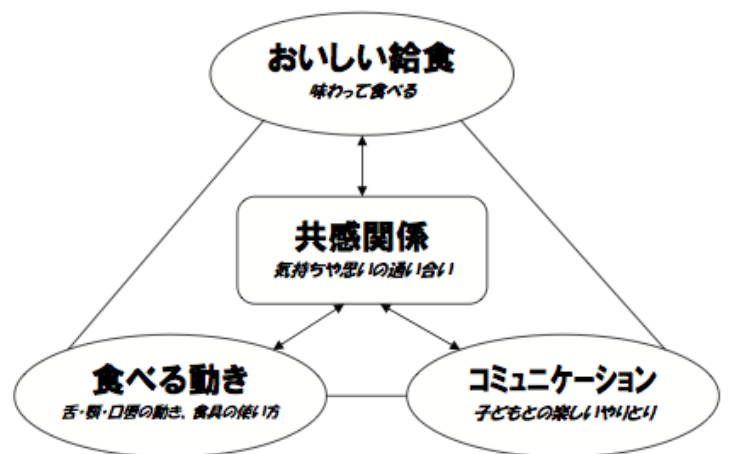 おいしい給食
味わって食べる
共感関係
気持ちや思いの通い合い
食べる動き
舌・顎・口唇の動き、食具の使い方
コミュニケーション
子どもとの楽しいやりとり